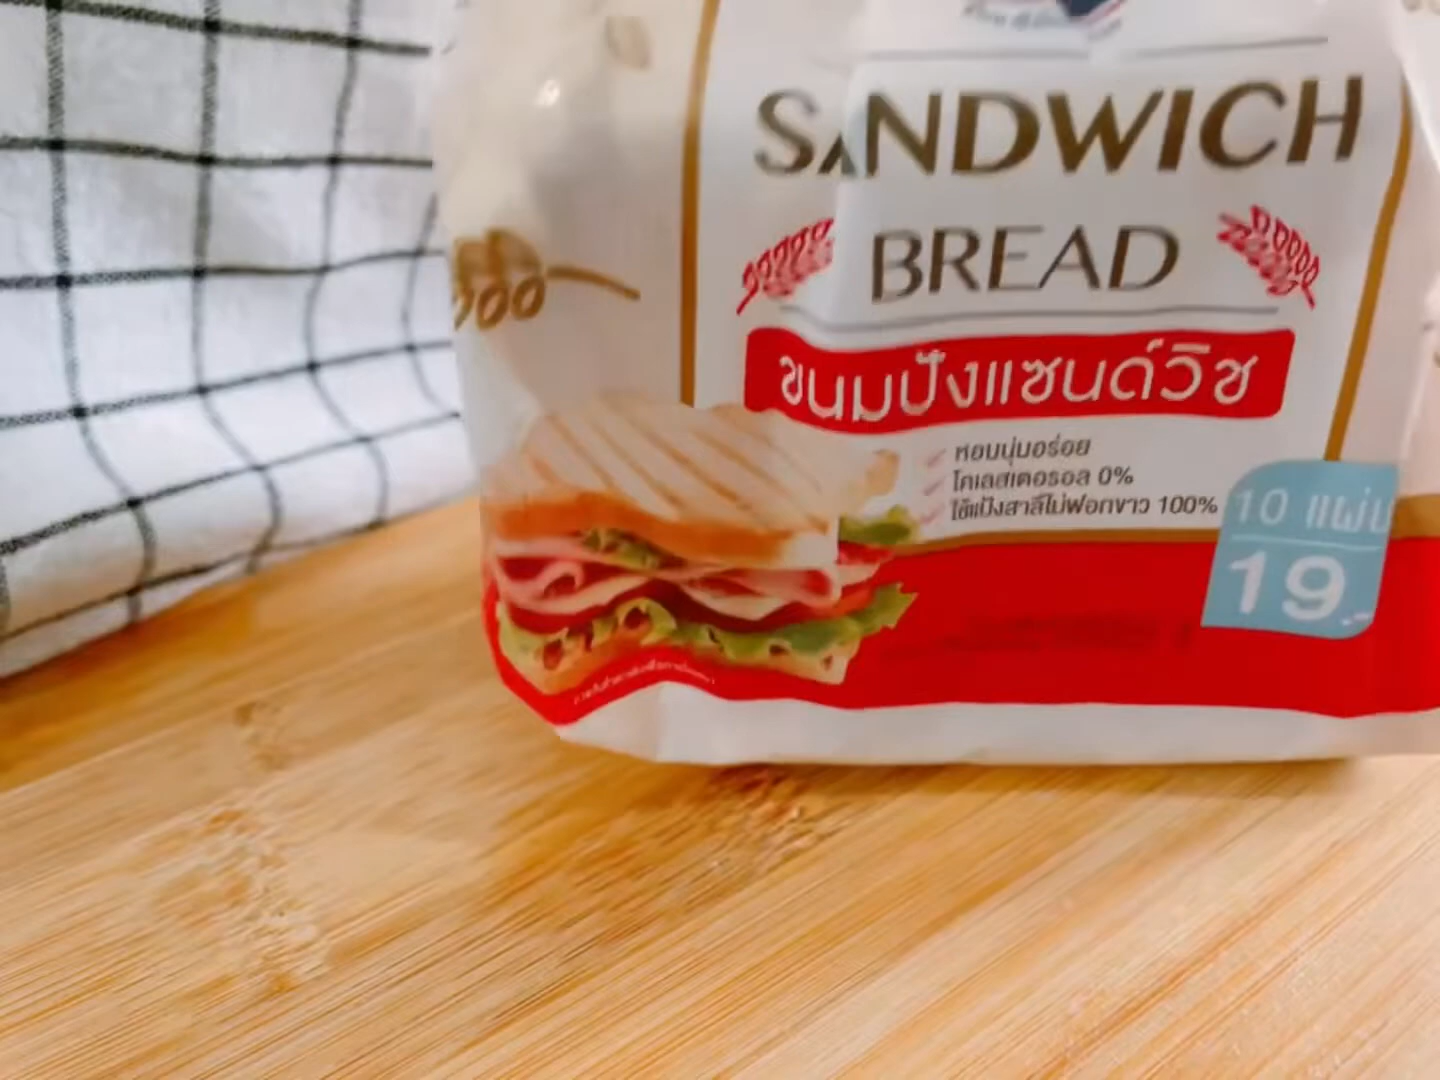 SANDWICH
BREAD
ขนมปังแซนด์วิช
หอมนุ่มอร่อย
โคเลสเตอรอล 0%
ใช้แป้งสาลีไม่ฟอกขาว 100%
10 แผ่น
19.-